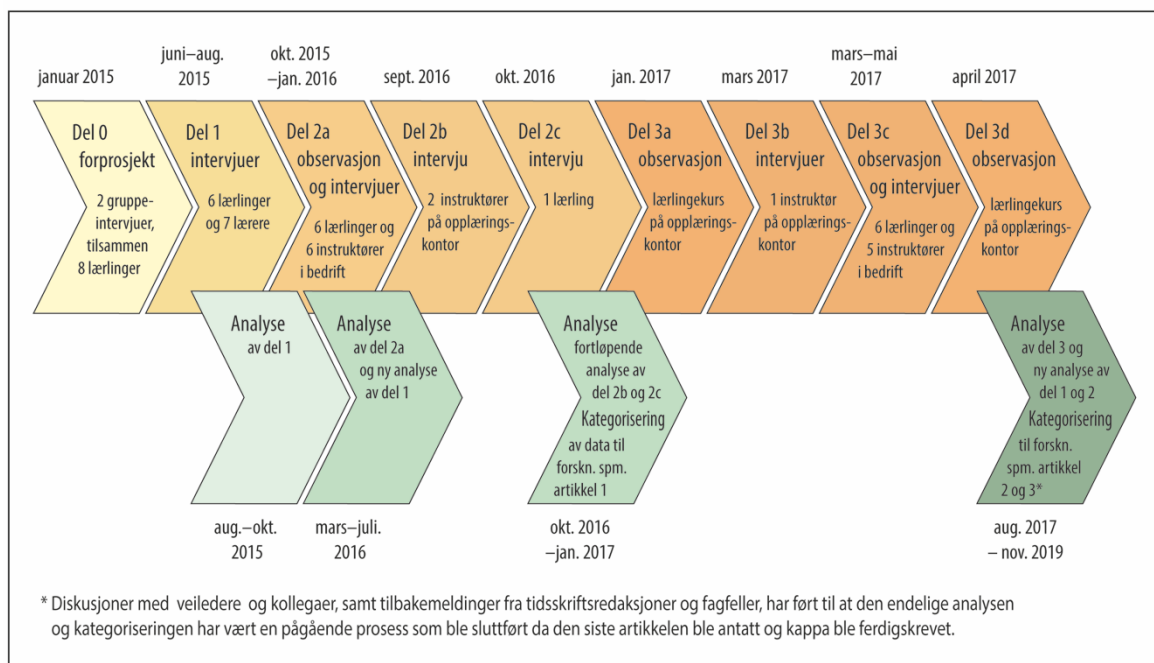 januar 2015
juni–aug.
2015
okt. 2015
–jan. 2016
sept. 2016
okt. 2016
jan. 2017
mars 2017
mars–mai
2017
april 2017
Del 0
forprosjekt
2 gruppe-
intervjuer,
tilsammen
8 lærlinger
Del 1
intervjuer
6 lærlinger
og 7 lærere
Del 2a
observasjon
og intervjuer
6 lærlinger og
6 instruktører
i bedrift
Del 2b
intervju
2 instruktører
på opplærings-
kontor
Del 2c
intervju
1 lærling
Del 3a
observasjon
lærlingekurs
på opplærings-
kontor
Del 3b
intervjuer
1 instruktør
på opplærings-
kontor
Del 3c
observasjon
og intervjuer
6 lærlinger og
5 instruktører
i bedrift
Del 3d
observasjon
lærlingekurs
på opplærings-
kontor
Analyse
av del 1
Analyse
av del 2a
og ny analyse
av del 1
Analyse
fortløpende
analyse av
del 2b og 2c
Kategorisering
av data til
forskn. spm.
artikkel 1
Analyse
av del 3 og
ny analyse av
del 1 og 2
Kategorisering
til forskn.
spm. artikkel
2 og 3*
aug.–okt.
2015
mars–juli.
2016
okt. 2016
–jan. 2017
aug. 2017
– nov. 2019
* Diskusjoner med veiledere og kollegaer, samt tilbakemeldinger fra tidsskriftsredaksjoner og fagfeller, har ført til at den endelige analysen
og kategoriseringen har vært en pågående prosess som ble sluttført da den siste artikkelen ble antatt og kappa ble ferdigskrevet.